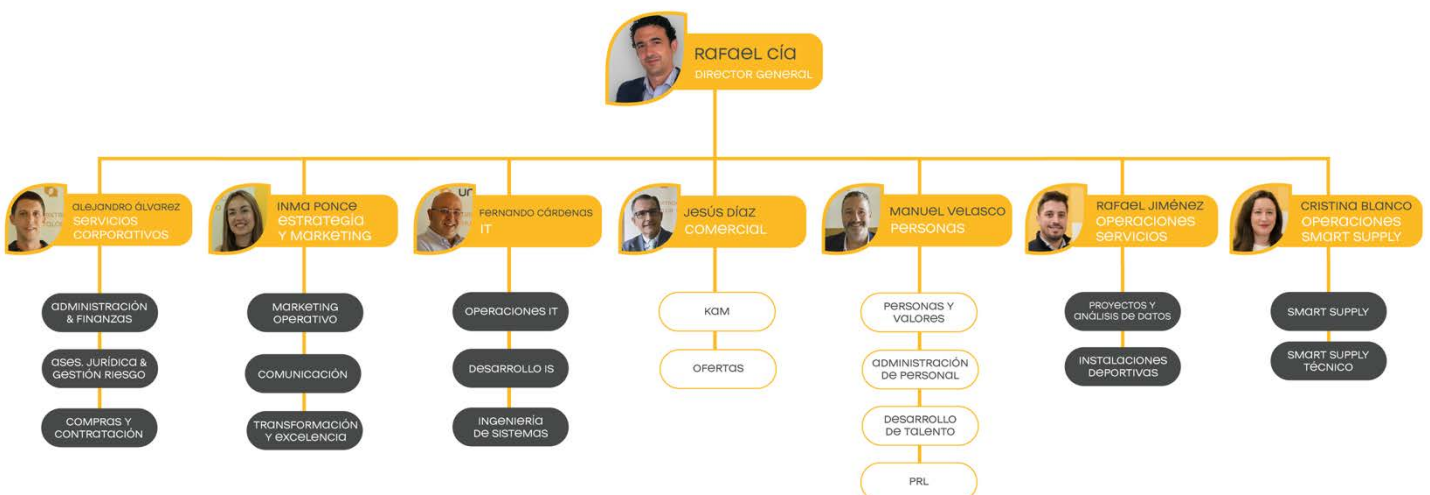 Rafael Cía
Director General
Alejandro Álvarez
Servicios
Corporativos
Inma Ponce
Estrategia
y Marketing
Fernando Cárdenas
IT
Jesús Díaz
Comercial
Manuel Velasco
Personas
Rafael Jiménez
Operaciones
Servicios
Cristina Blanco
Operaciones
Smart Supply
Administración
& Finanzas
Ases. Jurídica &
Gestión Riesgo
Compras y
Contratación
Marketing
Operativo
Comunicación
Transformación
y Excelencia
Operaciones IT
Desarrollo IS
Ingeniería
de Sistemas
KAM
Ofertas
Personas y
Valores
Administración
de Personal
Desarrollo
de Talento
PRL
Proyectos y
Análisis de Datos
Instalaciones
Deportivas
Smart Supply
Smart Supply
Técnico